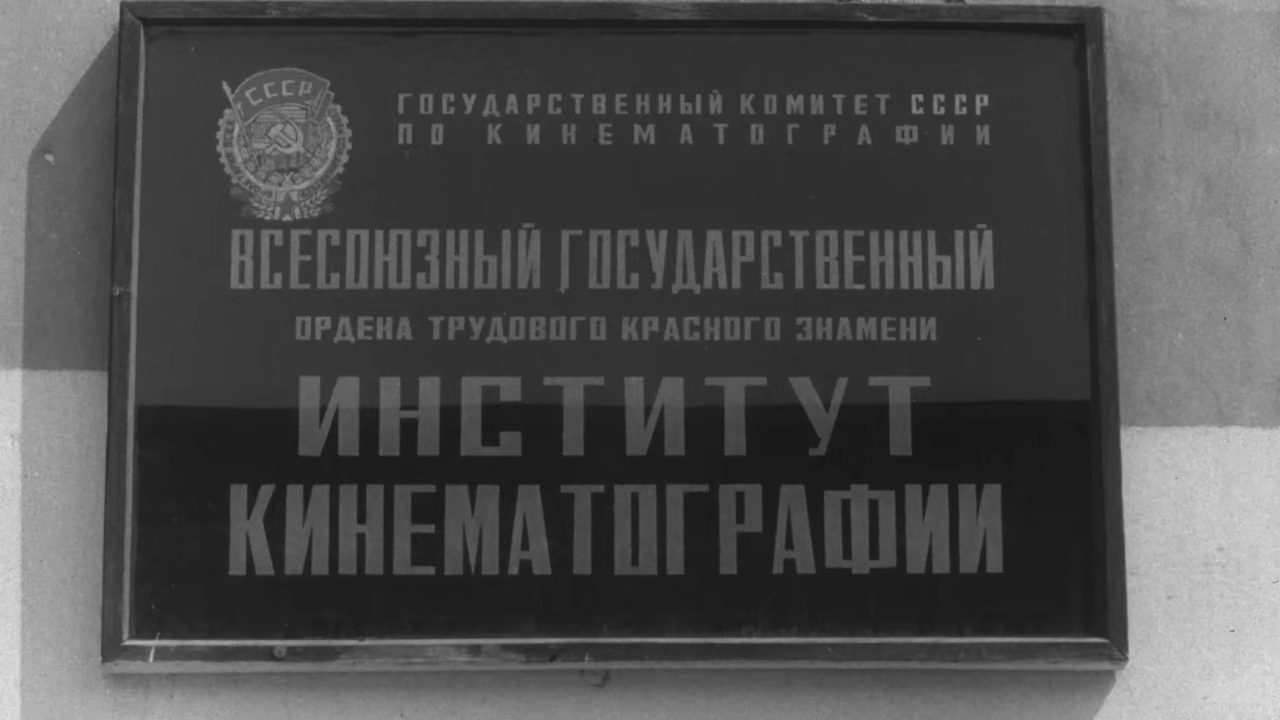 СССР
ГОСУДАРСТВЕННЫЙ КОМИТЕТ СССР
ПО КИНЕМАТОГРАФИИ
ВСЕСОЮЗНЫЙ ГОСУДАРСТВЕННЫЙ
ОРДЕНА ТРУДОВОГО КРАСНОГО ЗНАМЕНИ
ИНСТИТУТ
КИНЕМАТОГРАФИИ